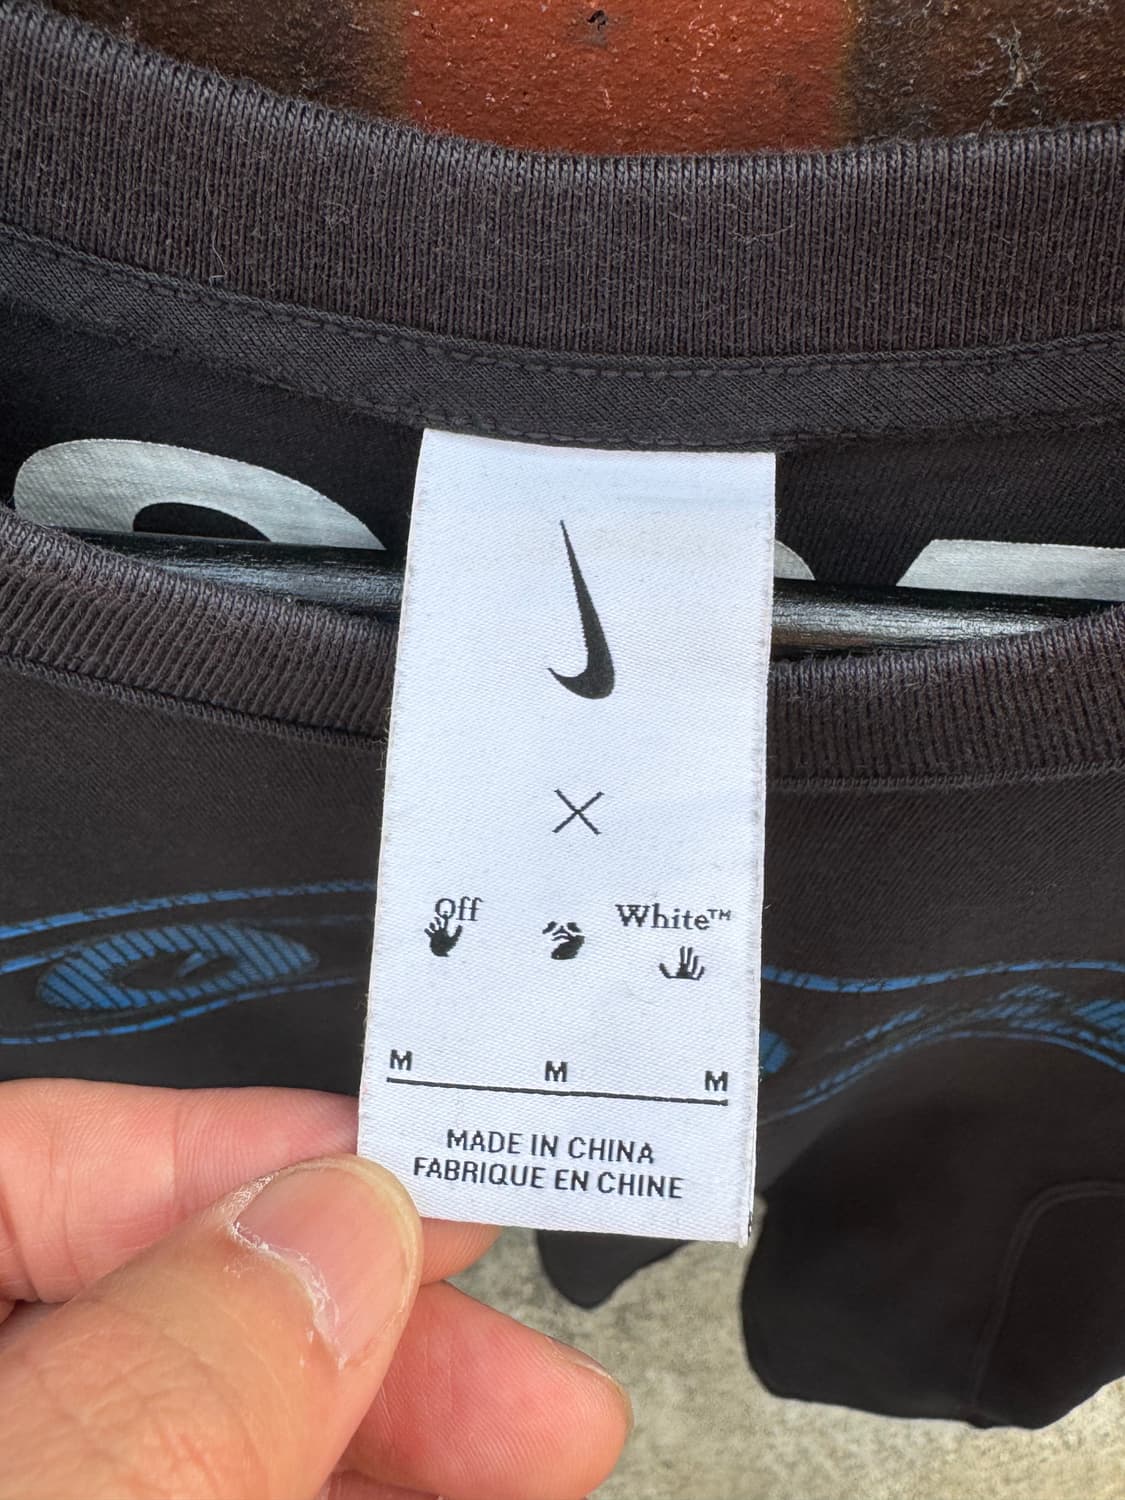 ×
Off White™
M M M
MADE IN CHINA
FABRIQUE EN CHINE